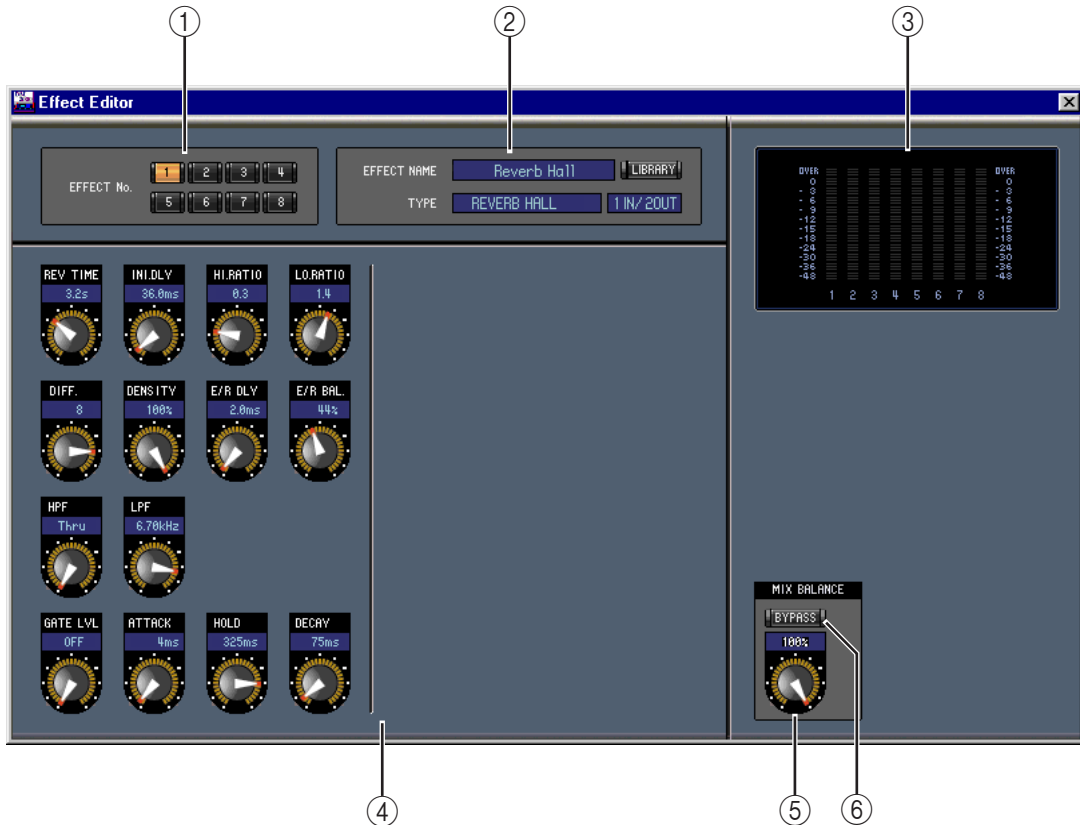 ① ② ③
Effect Editor
EFFECT No.
1 2 3 4
5 6 7 8
EFFECT NAME Reverb Hall LIBRARY
TYPE REVERB HALL 1 IN/ 2OUT
OVER OVER
0 0
- 3 - 3
- 6 - 6
- 9 - 9
-12 -12
-15 -15
-18 -18
-24 -24
-30 -30
-36 -36
-48 -48
1 2 3 4 5 6 7 8
REV TIME INI.DLY HI.RATIO LO.RATIO
3.2s 36.0ms 0.3 1.4
DIFF. DENSITY E/R DLY E/R BAL.
8 100% 2.0ms 44%
HPF LPF
Thru 6.70kHz
GATE LVL ATTACK HOLD DECAY
OFF 4ms 325ms 75ms
MIX BALANCE
BYPASS
100%
④ ⑤ ⑥